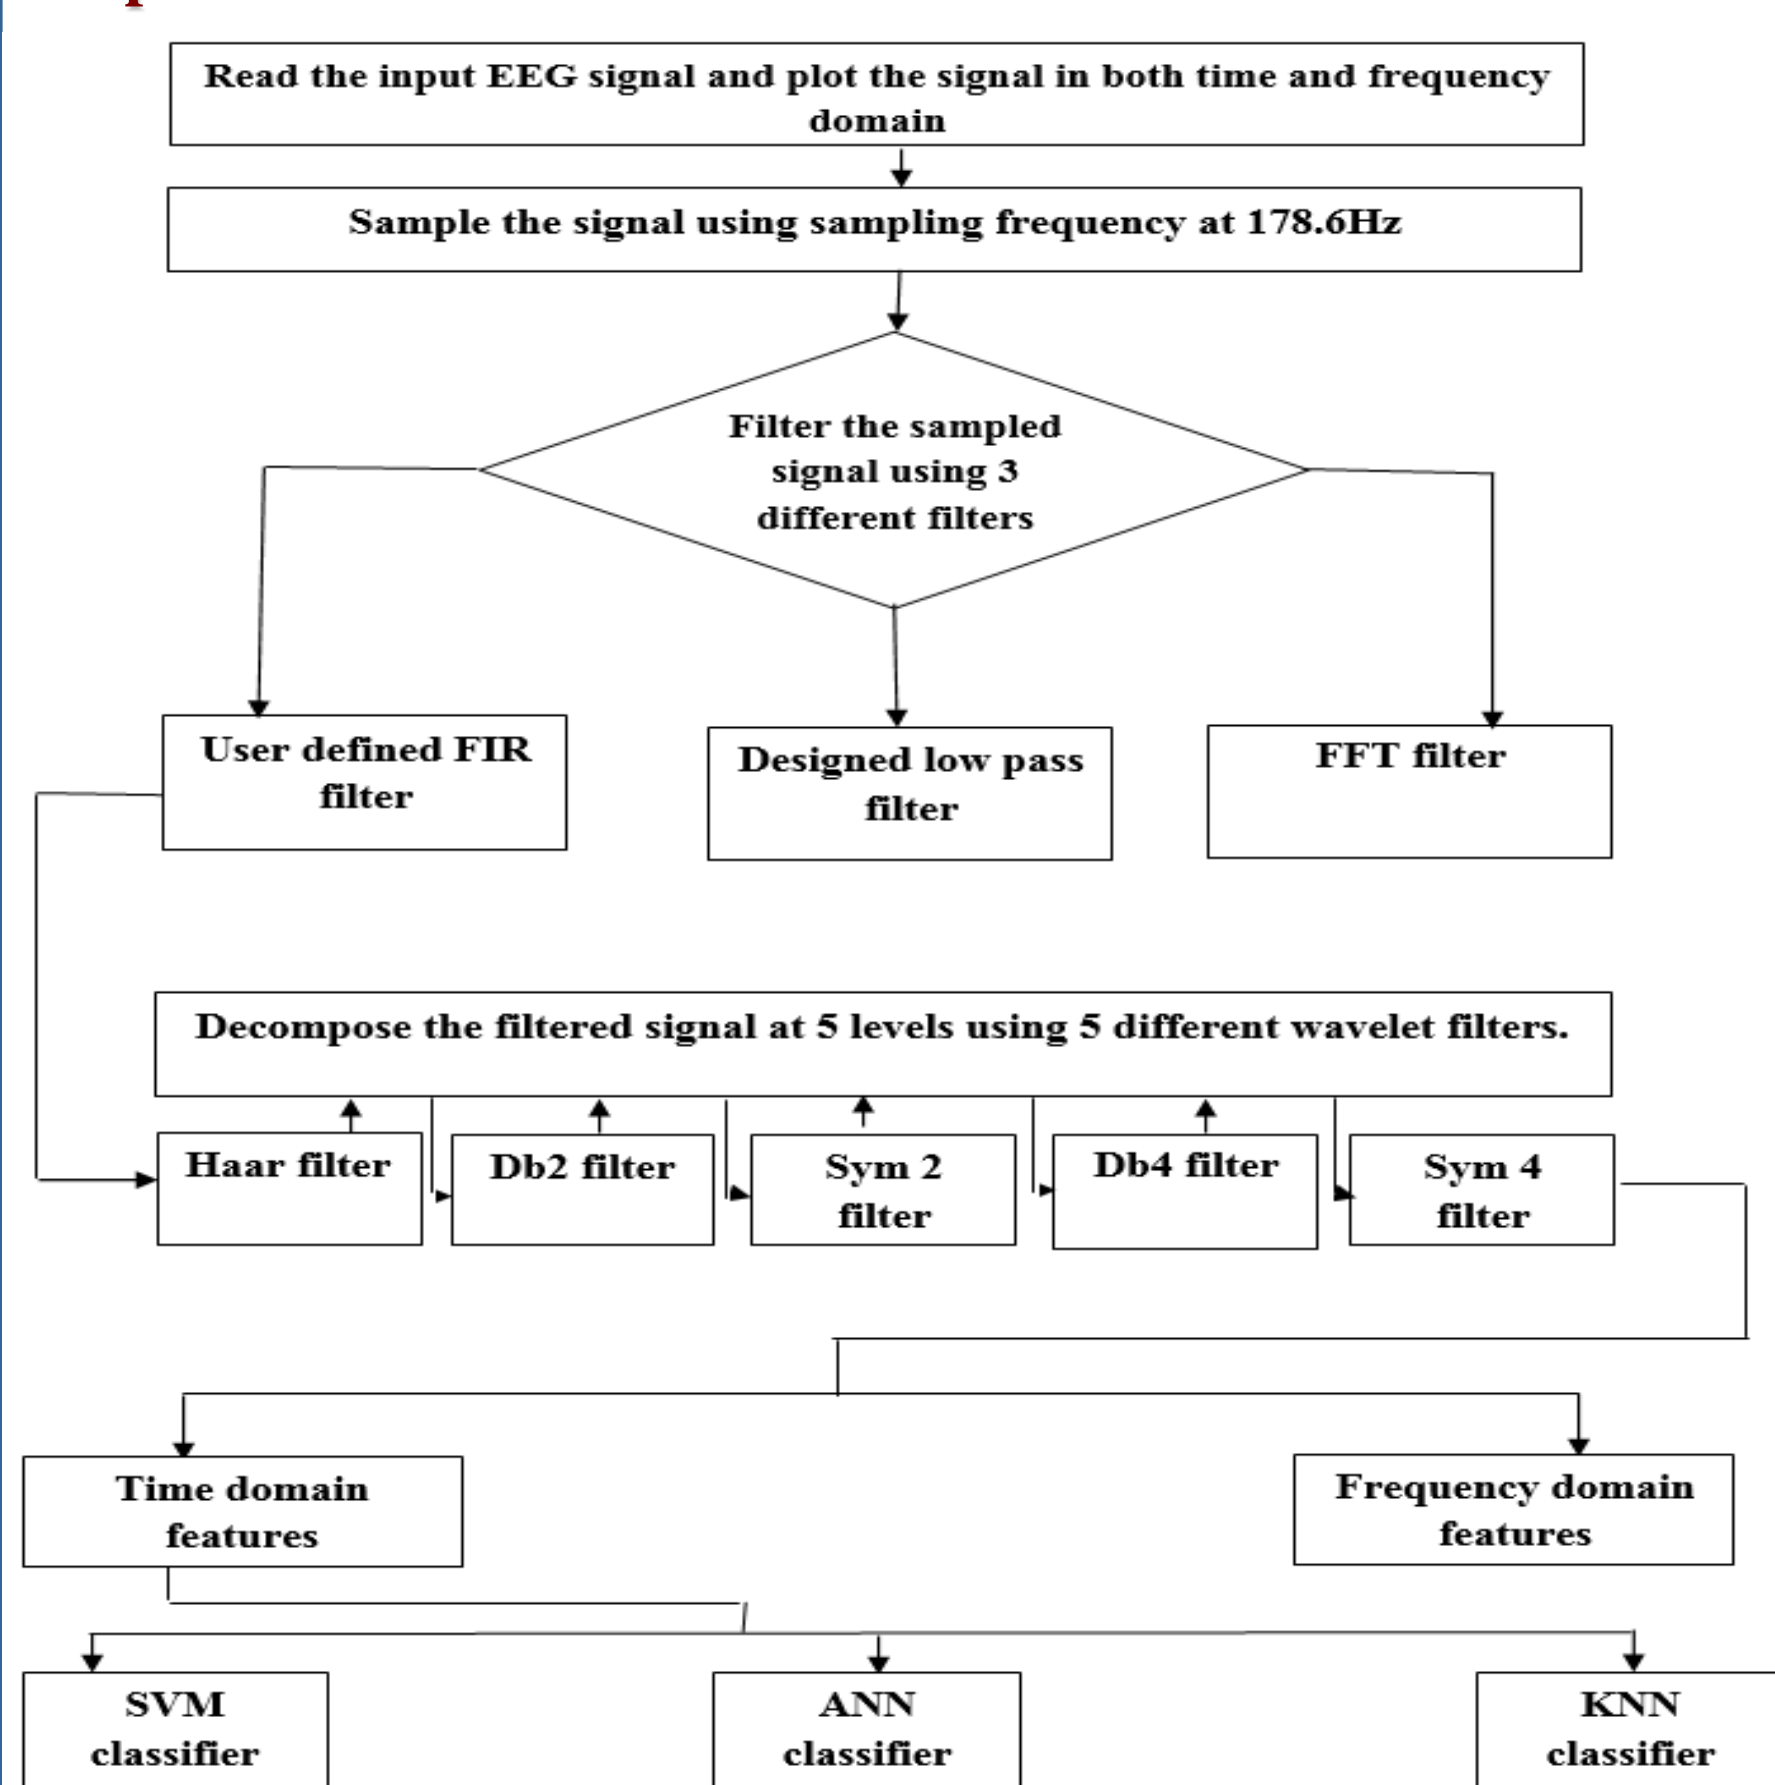 Read the input EEG signal and plot the signal in both time and frequency
domain
Sample the signal using sampling frequency at 178.6Hz
Filter the sampled
signal using 3
different filters
User defined FIR
filter
Designed low pass
filter
FFT filter
Decompose the filtered signal at 5 levels using 5 different wavelet filters.
Haar filter
Db2 filter
Sym 2
filter
Db4 filter
Sym 4
filter
Time domain
features
Frequency domain
features
SVM
classifier
ANN
classifier
KNN
classifier